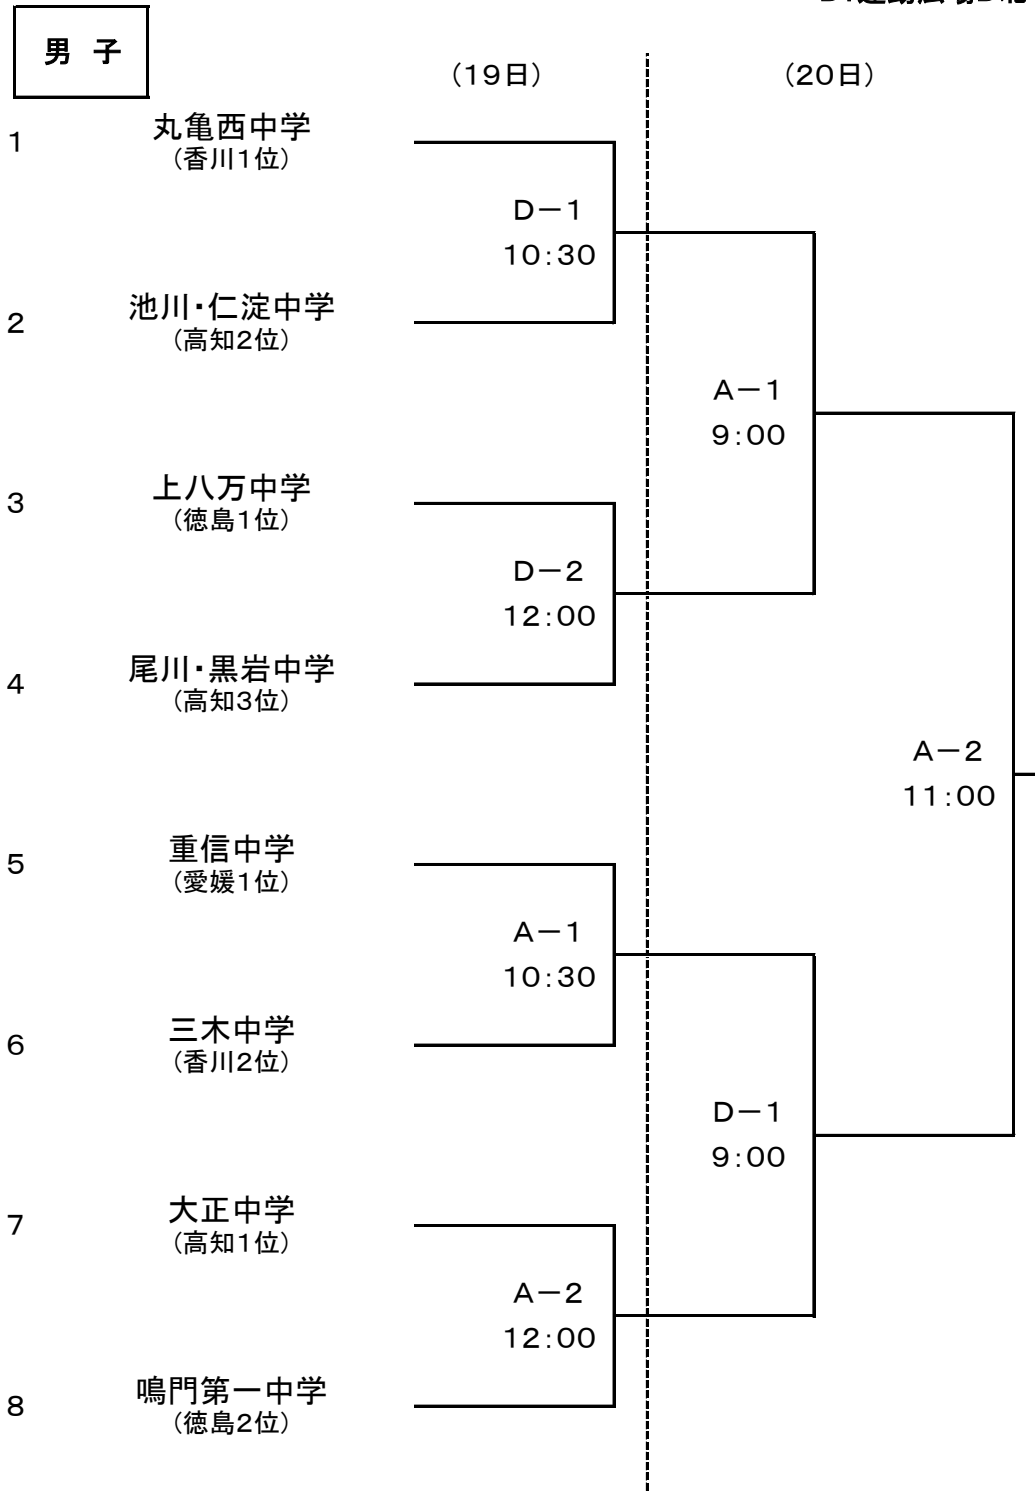 男 子
(19日)
(20日)
1
丸亀西中学
(香川1位)
D－1
10:30
2
池川・仁淀中学
(高知2位)
A－1
9:00
3
上八万中学
(徳島1位)
D－2
12:00
4
尾川・黒岩中学
(高知3位)
A－2
11:00
5
重信中学
(愛媛1位)
A－1
10:30
6
三木中学
(香川2位)
D－1
9:00
7
大正中学
(高知1位)
A－2
12:00
8
鳴門第一中学
(徳島2位)